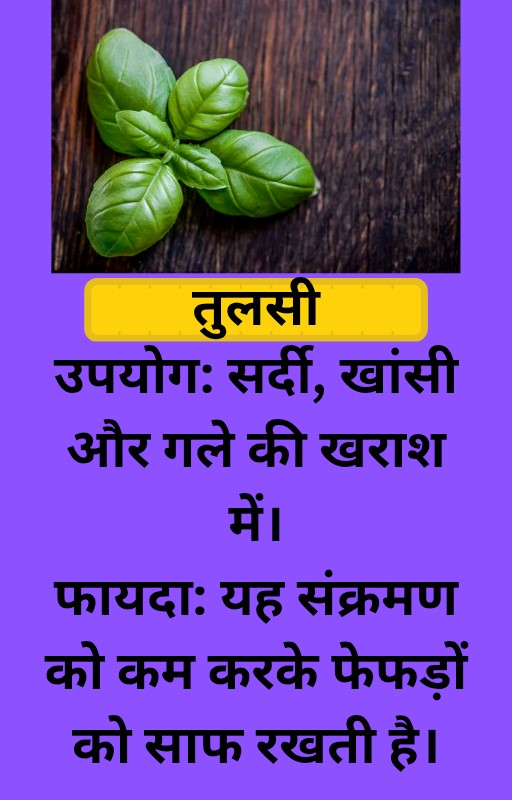 तुलसी
उपयोग: सर्दी, खांसी
और गले की खराश
में।
फायदा: यह संक्रमण
को कम करके फेफड़ों
को साफ रखती है।